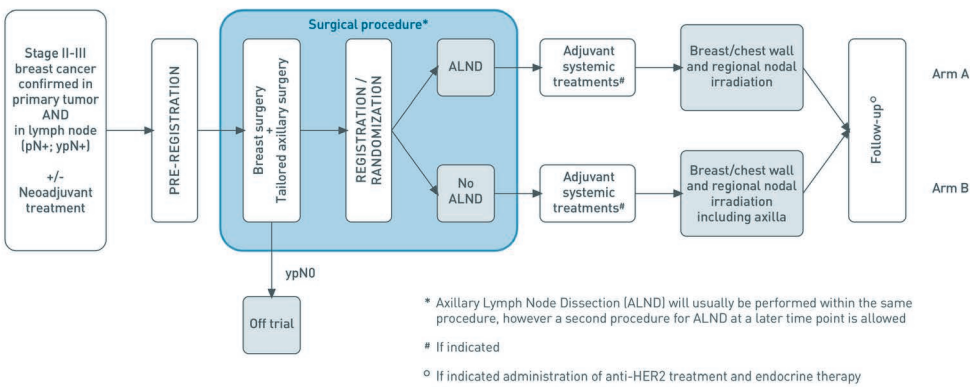 Stage II-III
breast cancer
confirmed in
primary tumor
AND
in lymph node
(pN+; ypN+)
+/-
Neoadjuvant
treatment
PRE-REGISTRATION
Surgical procedure*
Breast surgery
+
Tailored axillary surgery
REGISTRATION /
RANDOMIZATION
ALND
No
ALND
Adjuvant
systemic
treatments#
Adjuvant
systemic
treatments#
Breast/chest wall
and regional nodal
irradiation
Breast/chest wall
and regional nodal
irradiation
including axilla
Follow-up°
Arm A
Arm B
ypN0
Off trial
* Axillary Lymph Node Dissection (ALND) will usually be performed within the same
procedure, however a second procedure for ALND at a later time point is allowed
# If indicated
° If indicated administration of anti-HER2 treatment and endocrine therapy